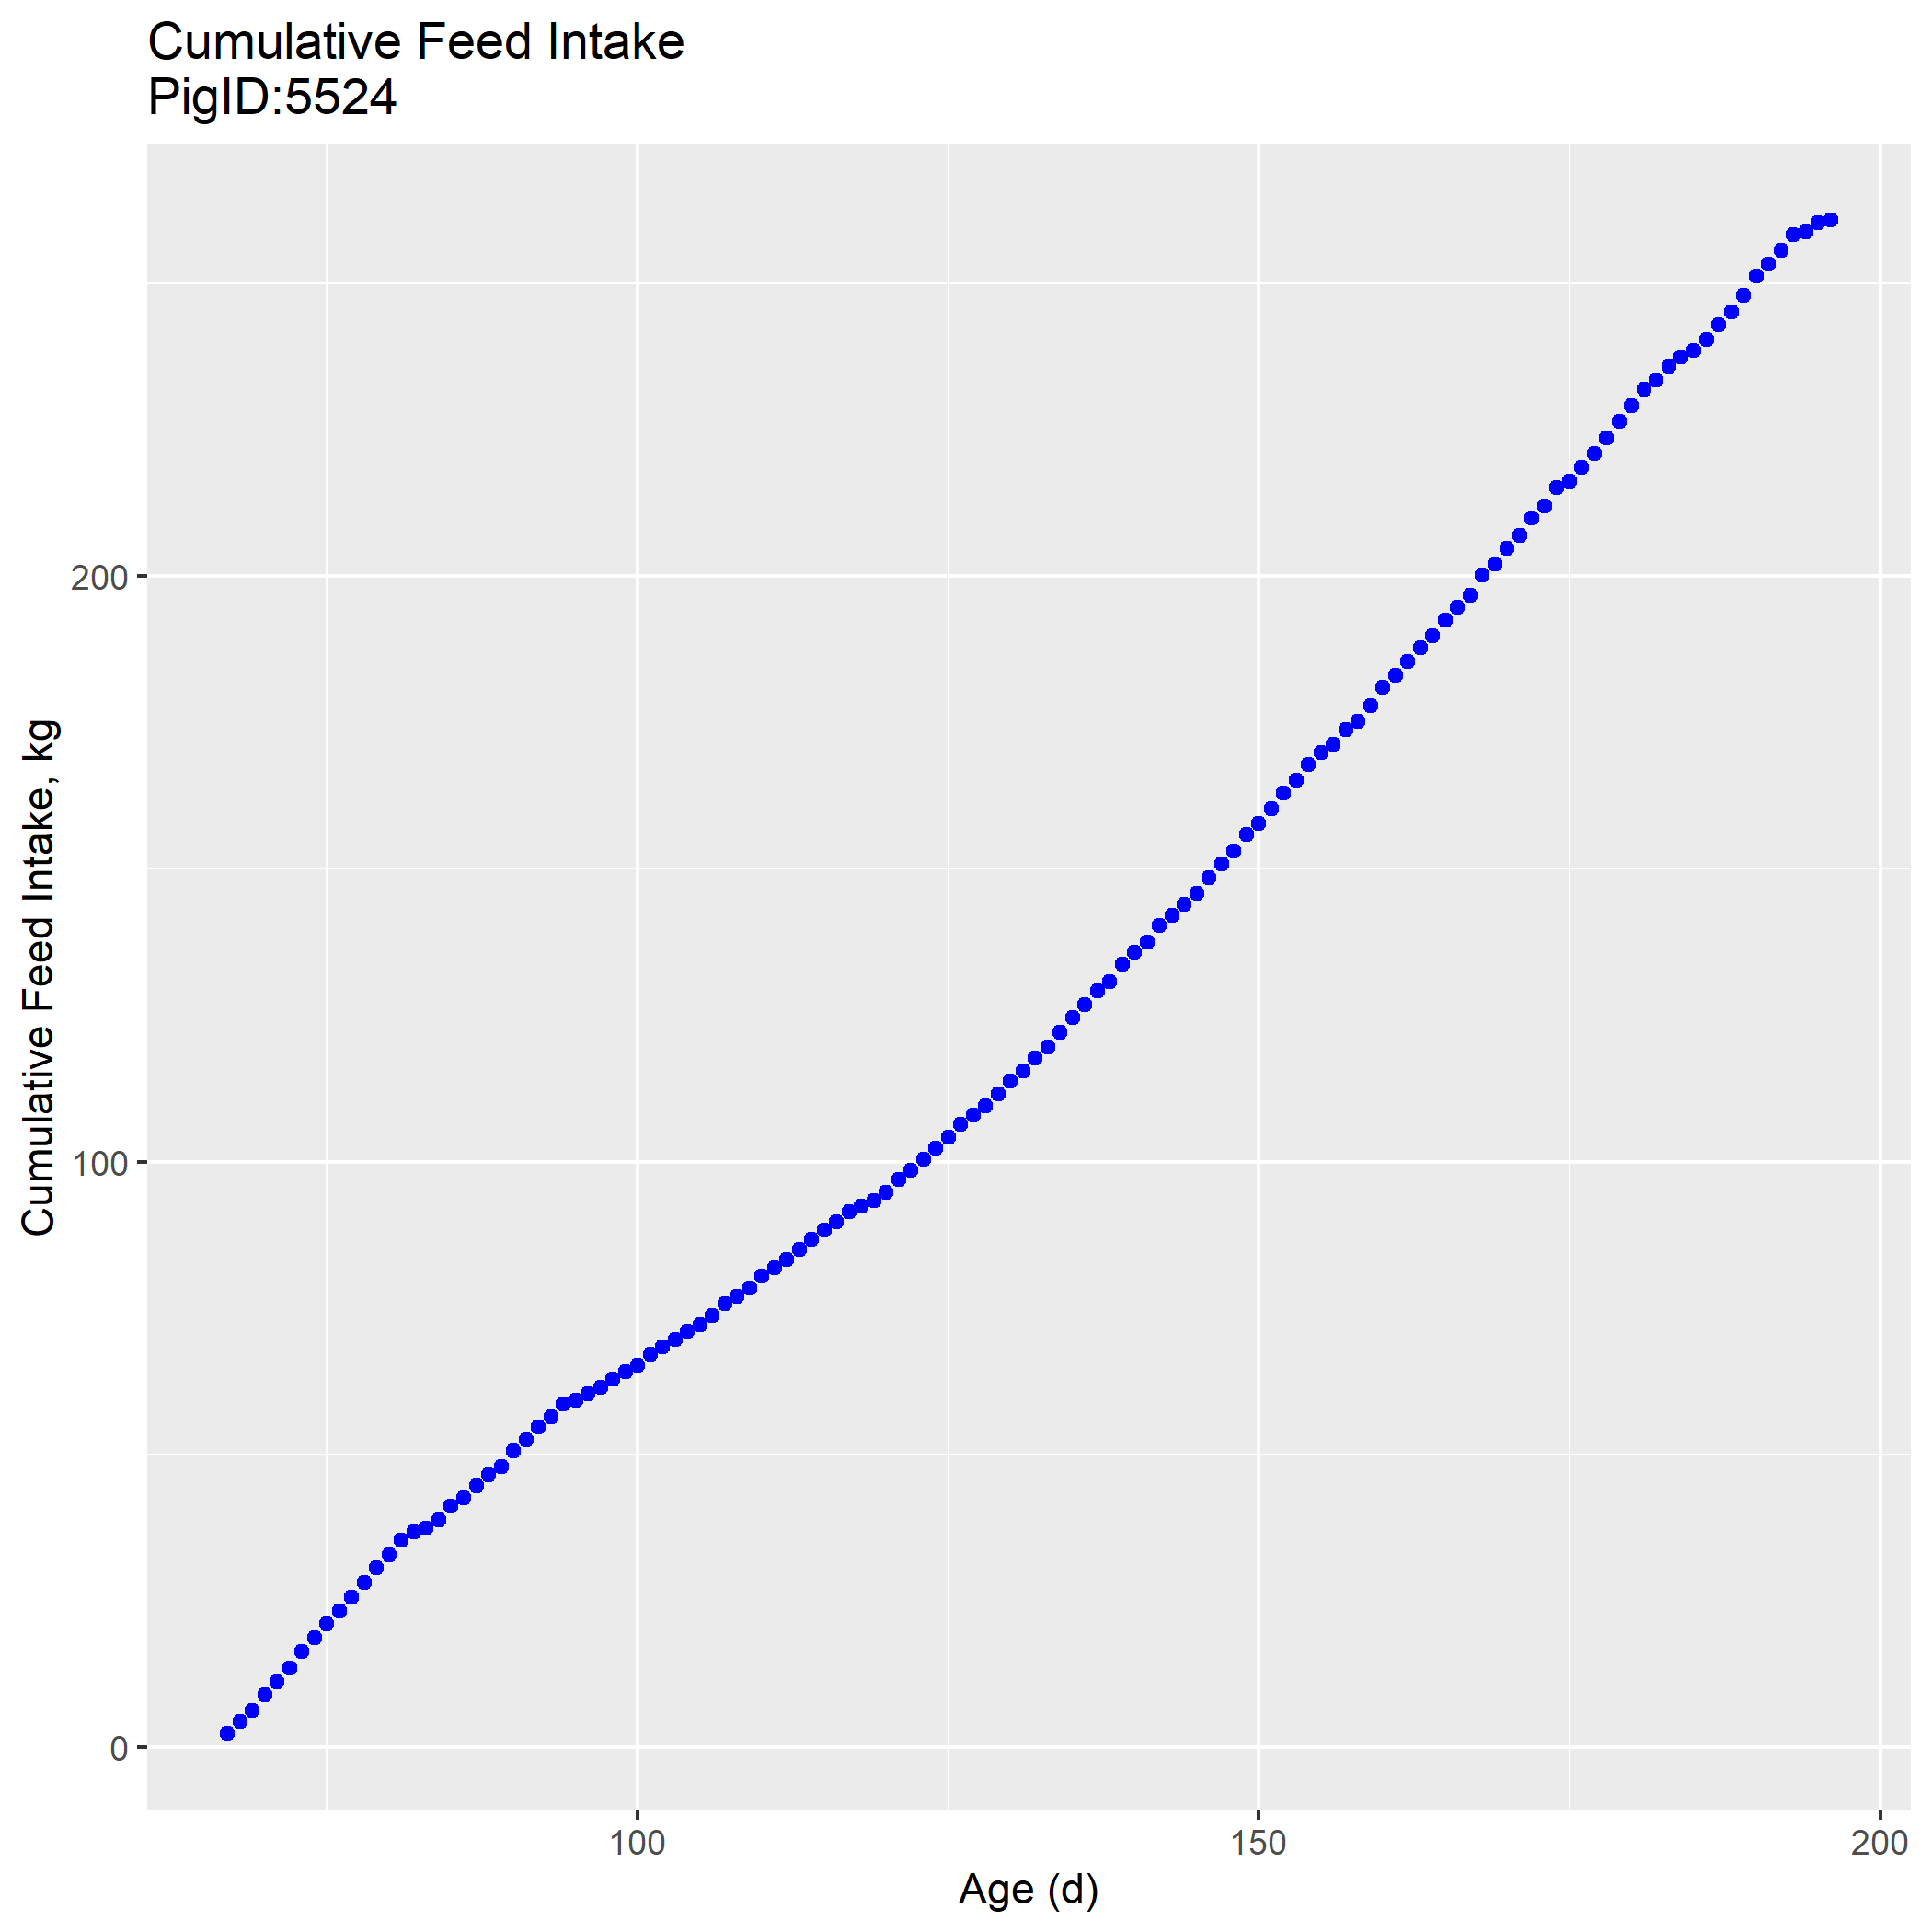 Cumulative Feed Intake
PigID:5524
Cumulative Feed Intake, kg
200
100
0
100
150
200
Age (d)